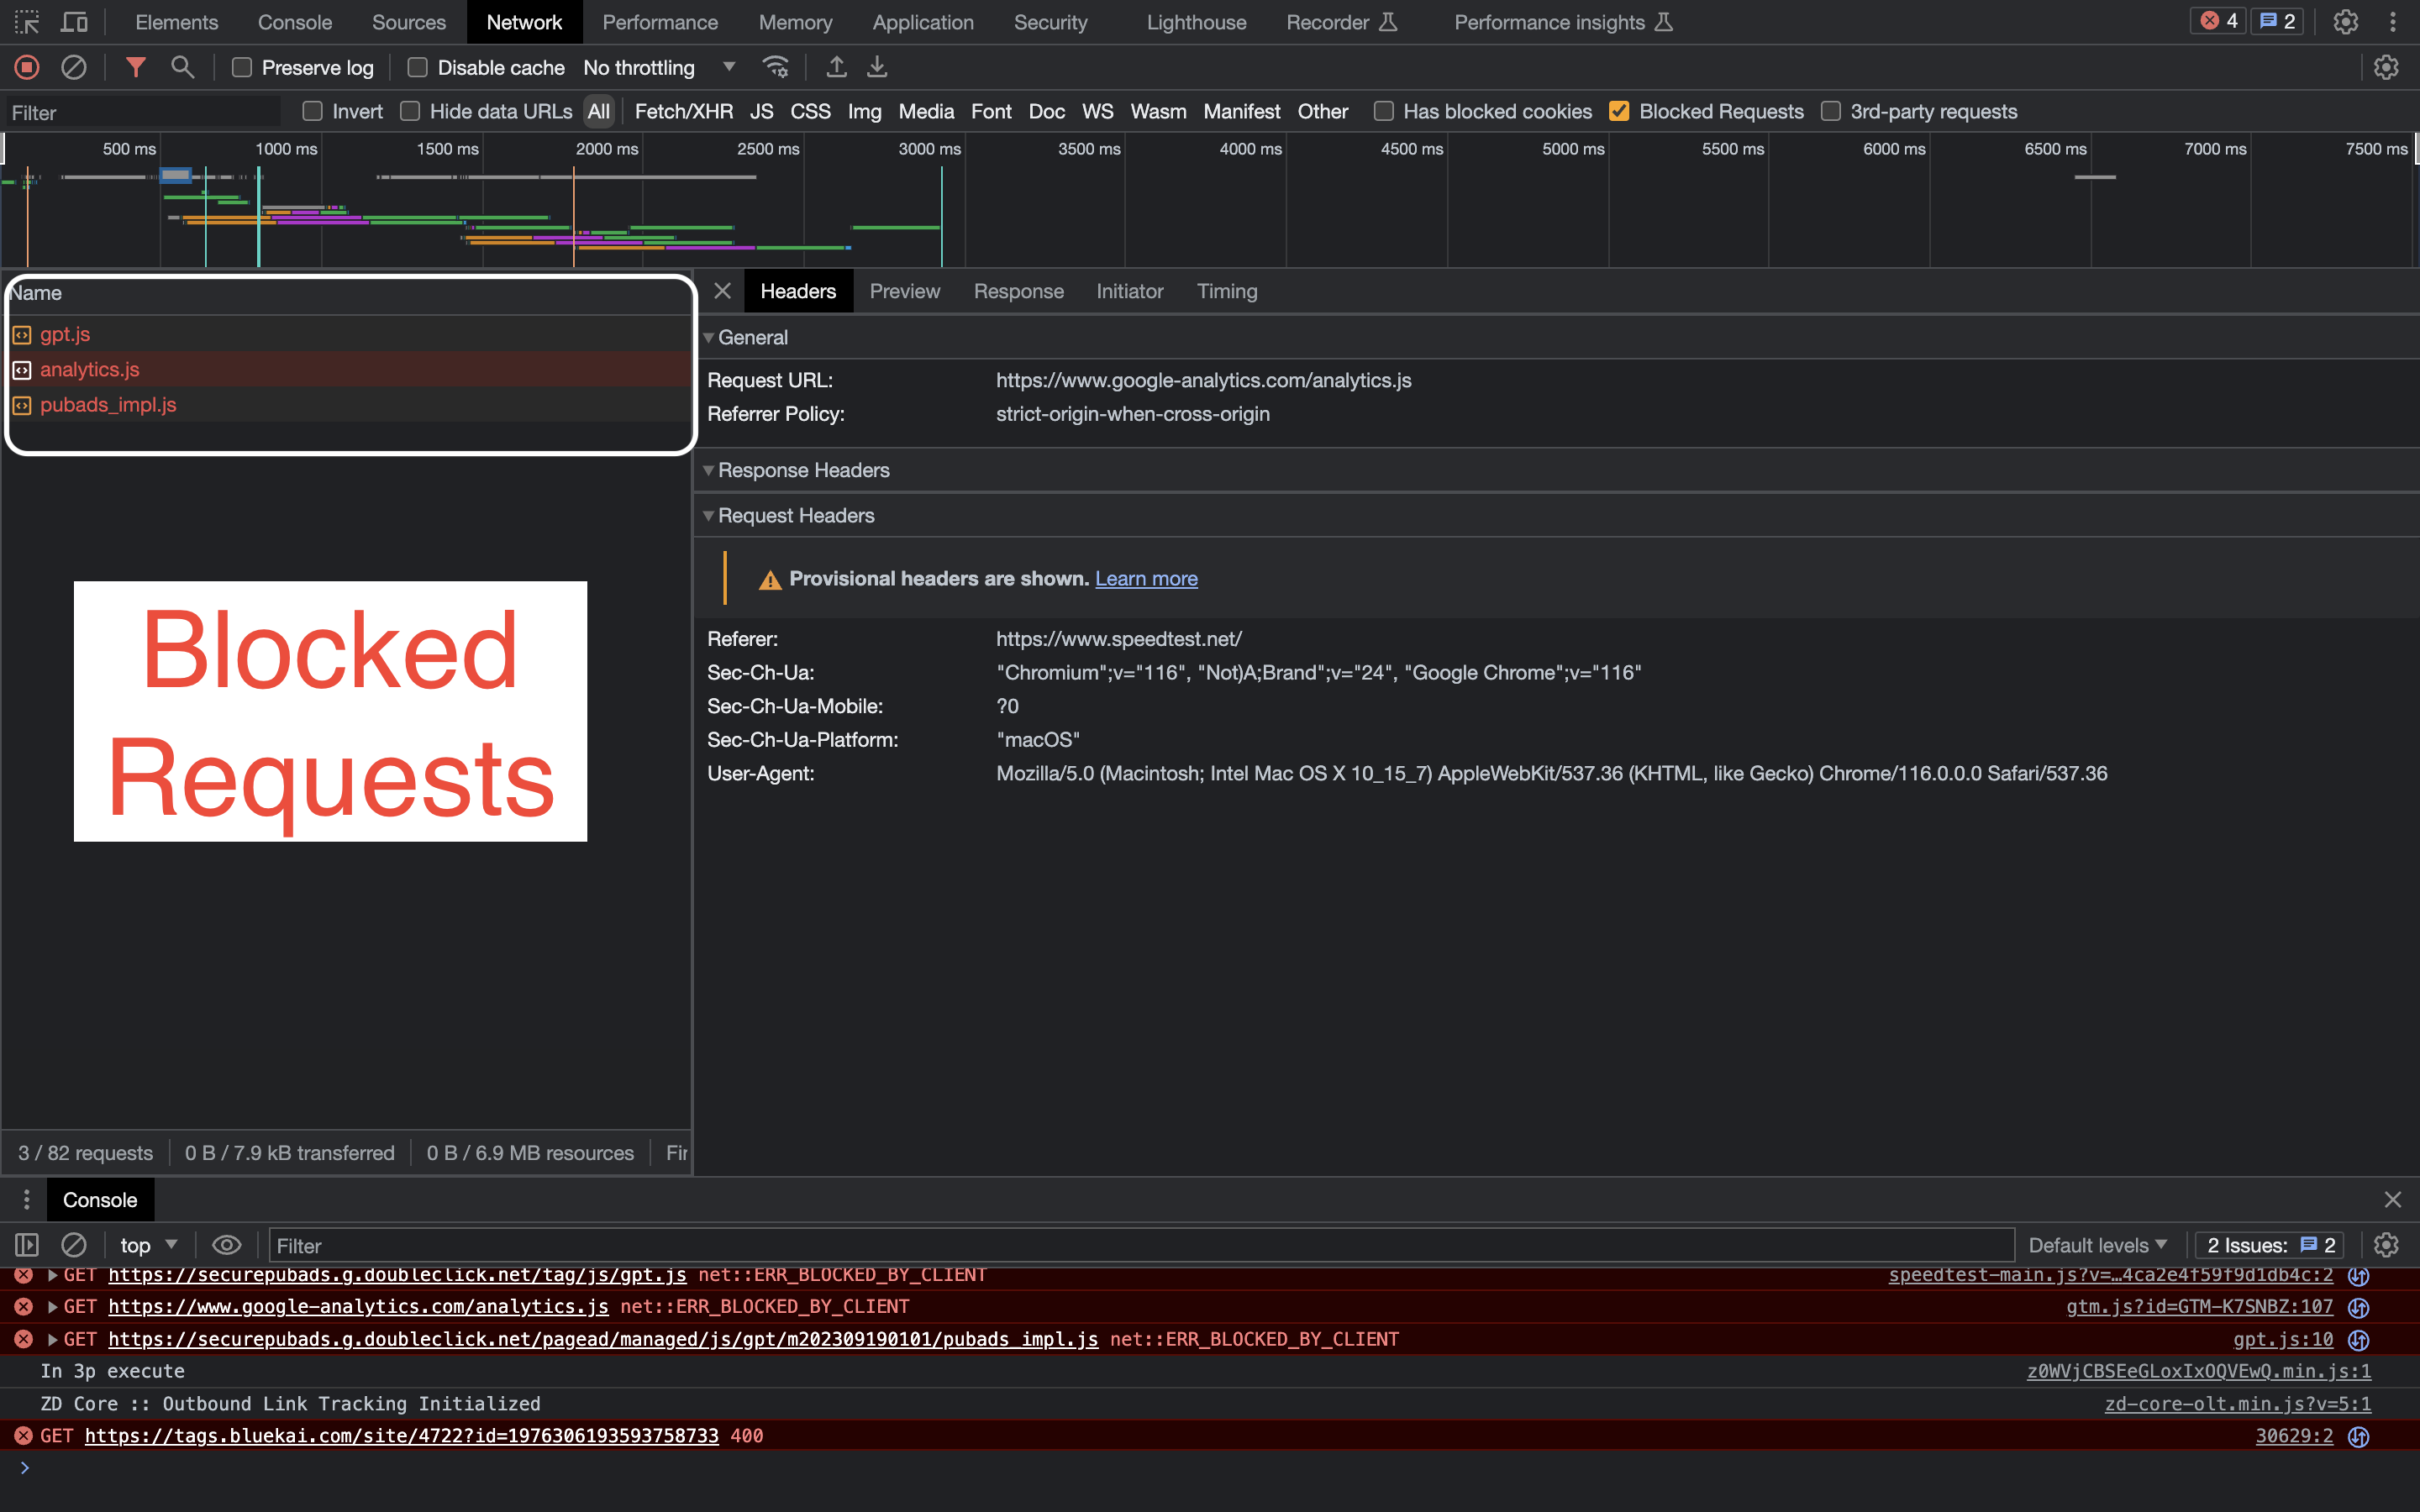 Elements Console Sources Network Performance Memory Application Security Lighthouse Recorder Performance insights 4 2
Preserve log Disable cache No throttling
Filter Invert Hide data URLs All Fetch/XHR JS CSS Img Media Font Doc WS Wasm Manifest Other Has blocked cookies Blocked Requests 3rd-party requests
500 ms 1000 ms 1500 ms 2000 ms 2500 ms 3000 ms 3500 ms 4000 ms 4500 ms 5000 ms 5500 ms 6000 ms 6500 ms 7000 ms 7500 ms
Name
gpt.js
analytics.js
pubads_impl.js
Blocked
Requests
3 / 82 requests 0 B / 7.9 kB transferred 0 B / 6.9 MB resources Fir
Headers Preview Response Initiator Timing
General
Request URL: https://www.google-analytics.com/analytics.js
Referrer Policy: strict-origin-when-cross-origin
Response Headers
Request Headers
Provisional headers are shown. Learn more
Referer: https://www.speedtest.net/
Sec-Ch-Ua: "Chromium";v="116", "Not)A;Brand";v="24", "Google Chrome";v="116"
Sec-Ch-Ua-Mobile: ?0
Sec-Ch-Ua-Platform: "macOS"
User-Agent: Mozilla/5.0 (Macintosh; Intel Mac OS X 10_15_7) AppleWebKit/537.36 (KHTML, like Gecko) Chrome/116.0.0.0 Safari/537.36
Console
top Filter Default levels 2 Issues: 2
GET https://securepubads.g.doubleclick.net/tag/js/gpt.js net::ERR_BLOCKED_BY_CLIENT speedtest-main.js?v=…4ca2e4f59f9d1db4c:2
GET https://www.google-analytics.com/analytics.js net::ERR_BLOCKED_BY_CLIENT gtm.js?id=GTM-K7SNBZ:107
GET https://securepubads.g.doubleclick.net/pagead/managed/js/gpt/m202309190101/pubads_impl.js net::ERR_BLOCKED_BY_CLIENT gpt.js:10
In 3p execute z0WVjCBSEeGLoxIxOQVEwQ.min.js:1
ZD Core :: Outbound Link Tracking Initialized zd-core-olt.min.js?v=5:1
GET https://tags.bluekai.com/site/4722?id=1976306193593758733 400 30629:2